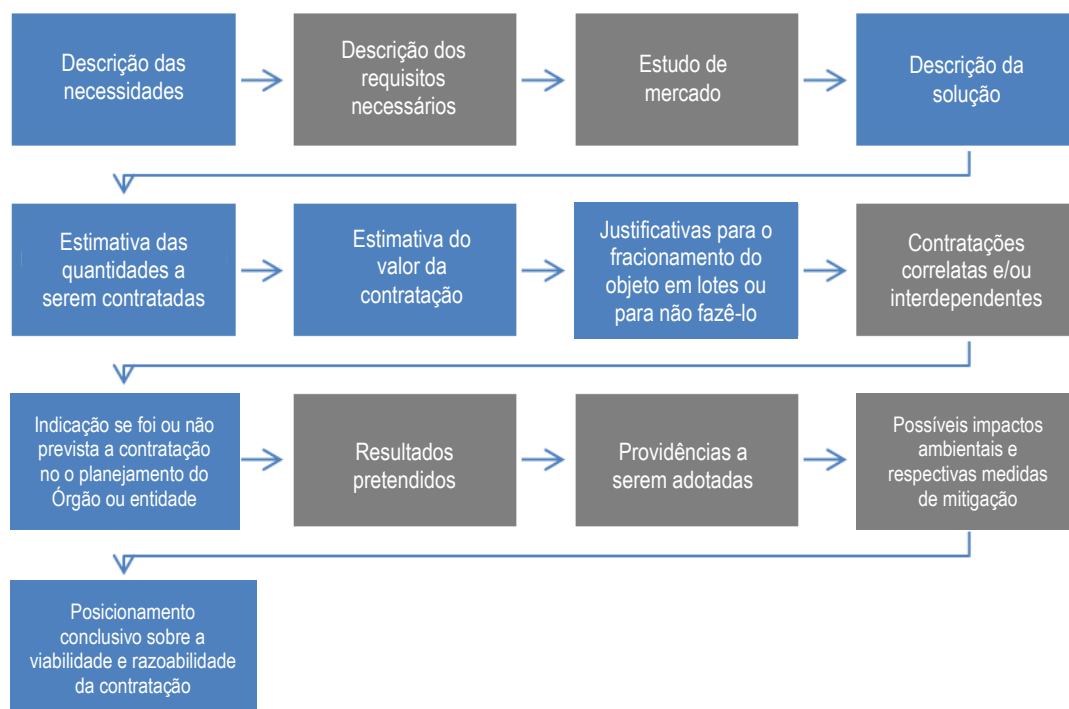 Descrição das
necessidades
Descrição dos
requisitos
necessários
Estudo de
mercado
Descrição da
solução
Estimativa das
quantidades a
serem contratadas
Estimativa do
valor da
contratação
Justificativas para o
fracionamento do
objeto em lotes ou
para não fazê-lo
Contratações
correlatas e/ou
interdependentes
Indicação se foi ou não
prevista a contratação
no o planejamento do
Órgão ou entidade
Resultados
pretendidos
Providências a
serem adotadas
Possíveis impactos
ambientais e
respectivas medidas
de mitigação
Posicionamento
conclusivo sobre a
viabilidade e razoabilidade
da contratação